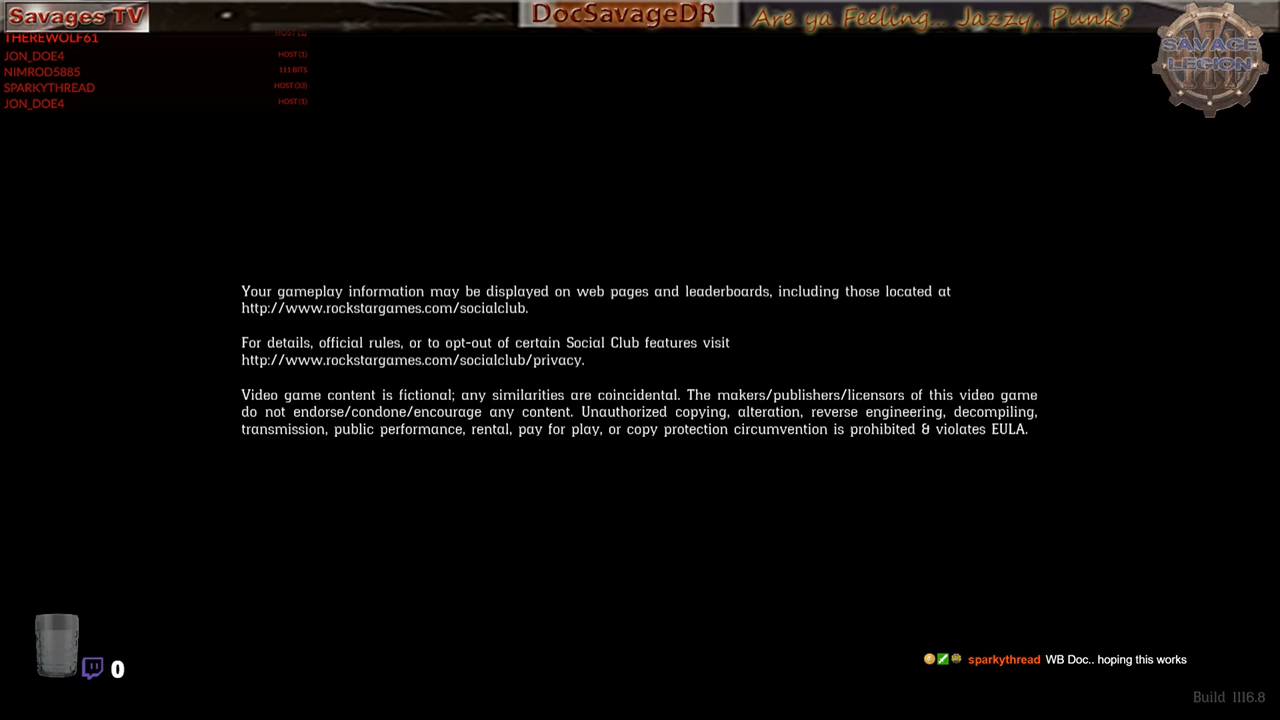 Savages TV
DocSavageDR
Are ya Feeling... Jazzy, Punk?
THEREWOLF61 HOST (1)
JON_DOE4 HOST (1)
NIMROD5885 111 BITS
SPARKYTHREAD HOST (33)
JON_DOE4 HOST (1)
SAVAGE
LEGION
III
Your gameplay information may be displayed on web pages and leaderboards, including those located at
http://www.rockstargames.com/socialclub.
For details, official rules, or to opt-out of certain Social Club features visit
http://www.rockstargames.com/socialclub/privacy.
Video game content is fictional; any similarities are coincidental. The makers/publishers/licensors of this video game
do not endorse/condone/encourage any content. Unauthorized copying, alteration, reverse engineering, decompiling,
transmission, public performance, rental, pay for play, or copy protection circumvention is prohibited & violates EULA.
0
sparkythread WB Doc.. hoping this works
Build 1116.8